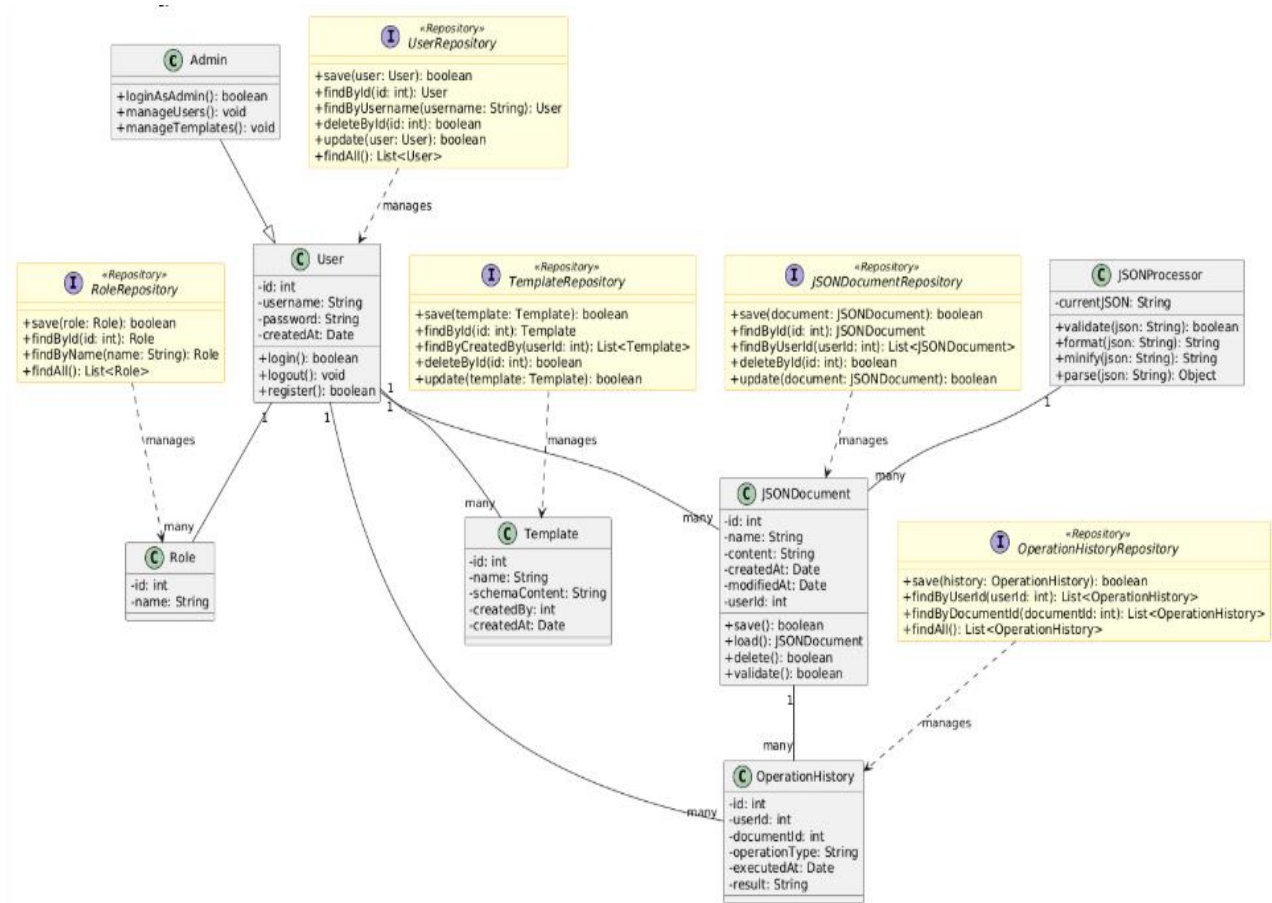 C Admin
+loginAsAdmin(): boolean
+manageUsers(): void
+manageTemplates(): void
I «Repository»
UserRepository
+save(user: User): boolean
+findById(id: int): User
+findByUsername(username: String): User
+deleteById(id: int): boolean
+update(user: User): boolean
+findAll(): List<User>
manages
I «Repository»
RoleRepository
+save(role: Role): boolean
+findById(id: int): Role
+findByName(name: String): Role
+findAll(): List<Role>
manages
C User
-id: int
-username: String
-password: String
-createdAt: Date
+login(): boolean
+logout(): void
+register(): boolean
1
1
1
1
I «Repository»
TemplateRepository
+save(template: Template): boolean
+findById(id: int): Template
+findByCreatedBy(userId: int): List<Template>
+deleteById(id: int): boolean
+update(template: Template): boolean
manages
I «Repository»
JSONDocumentRepository
+save(document: JSONDocument): boolean
+findById(id: int): JSONDocument
+findByUserId(userId: int): List<JSONDocument>
+deleteById(id: int): boolean
+update(document: JSONDocument): boolean
manages
C JSONProcessor
-currentJSON: String
+validate(json: String): boolean
+format(json: String): String
+minify(json: String): String
+parse(json: String): Object
1
many
many
C Role
-id: int
-name: String
many
C Template
-id: int
-name: String
-schemaContent: String
-createdBy: int
-createdAt: Date
many
C JSONDocument
-id: int
-name: String
-content: String
-createdAt: Date
-modifiedAt: Date
-userId: int
+save(): boolean
+load(): JSONDocument
+delete(): boolean
+validate(): boolean
1
many
I «Repository»
OperationHistoryRepository
+save(history: OperationHistory): boolean
+findByUserId(userId: int): List<OperationHistory>
+findByDocumentId(documentId: int): List<OperationHistory>
+findAll(): List<OperationHistory>
manages
many
C OperationHistory
-id: int
-userId: int
-documentId: int
-operationType: String
-executedAt: Date
-result: String